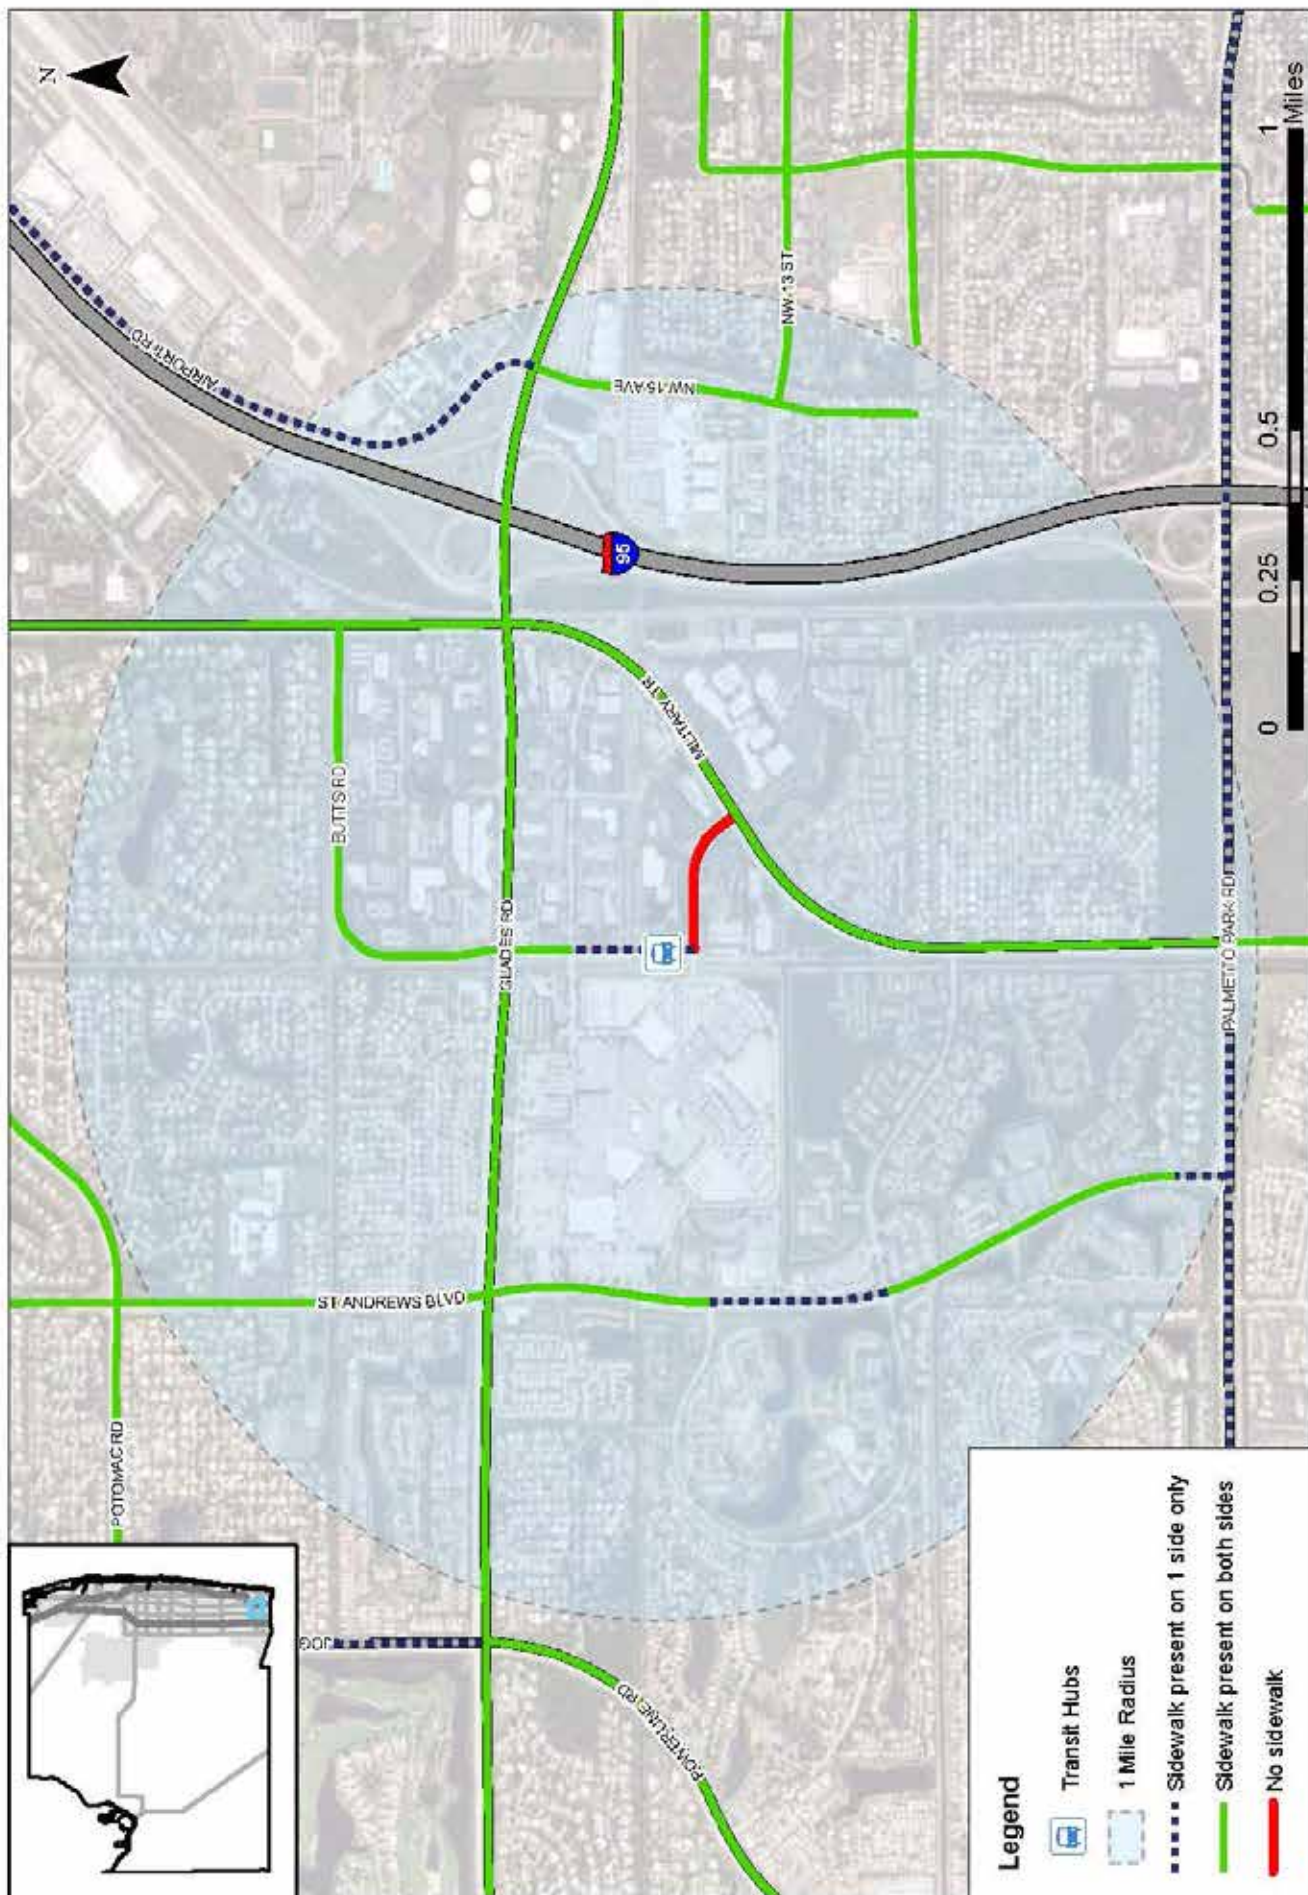 N
AIRPORT RD
NW 15 AVE
NW 13 ST
95
BUTTS RD
MILITARY TR
GLADES RD
PALMETTO PARK RD
ST ANDREWS BLVD
POTOMAC RD
JOG
POWERLINE RD
0 0.25 0.5 1
Miles
Legend
Transit Hubs
1 Mile Radius
Sidewalk present on 1 side only
Sidewalk present on both sides
No sidewalk